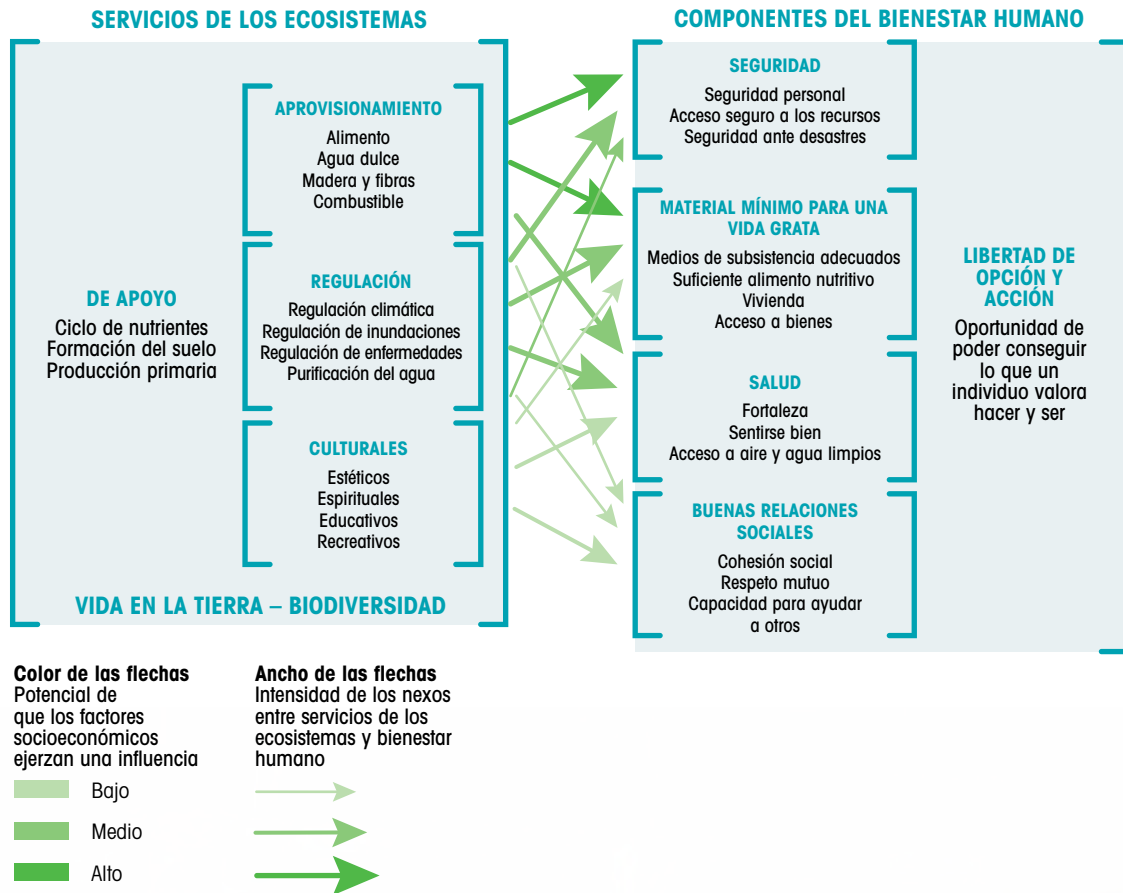 SERVICIOS DE LOS ECOSISTEMAS
DE APOYO
Ciclo de nutrientes
Formación del suelo
Producción primaria
APROVISIONAMIENTO
Alimento
Agua dulce
Madera y fibras
Combustible
REGULACIÓN
Regulación climática
Regulación de inundaciones
Regulación de enfermedades
Purificación del agua
CULTURALES
Estéticos
Espirituales
Educativos
Recreativos
VIDA EN LA TIERRA – BIODIVERSIDAD
COMPONENTES DEL BIENESTAR HUMANO
SEGURIDAD
Seguridad personal
Acceso seguro a los recursos
Seguridad ante desastres
MATERIAL MÍNIMO PARA UNA
VIDA GRATA
Medios de subsistencia adecuados
Suficiente alimento nutritivo
Vivienda
Acceso a bienes
SALUD
Fortaleza
Sentirse bien
Acceso a aire y agua limpios
BUENAS RELACIONES
SOCIALES
Cohesión social
Respeto mutuo
Capacidad para ayudar
a otros
LIBERTAD DE
OPCIÓN Y
ACCIÓN
Oportunidad de
poder conseguir
lo que un
individuo valora
hacer y ser
Color de las flechas
Potencial de
que los factores
socioeconómicos
ejerzan una influencia
Bajo
Medio
Alto
Ancho de las flechas
Intensidad de los nexos
entre servicios de los
ecosistemas y bienestar
humano